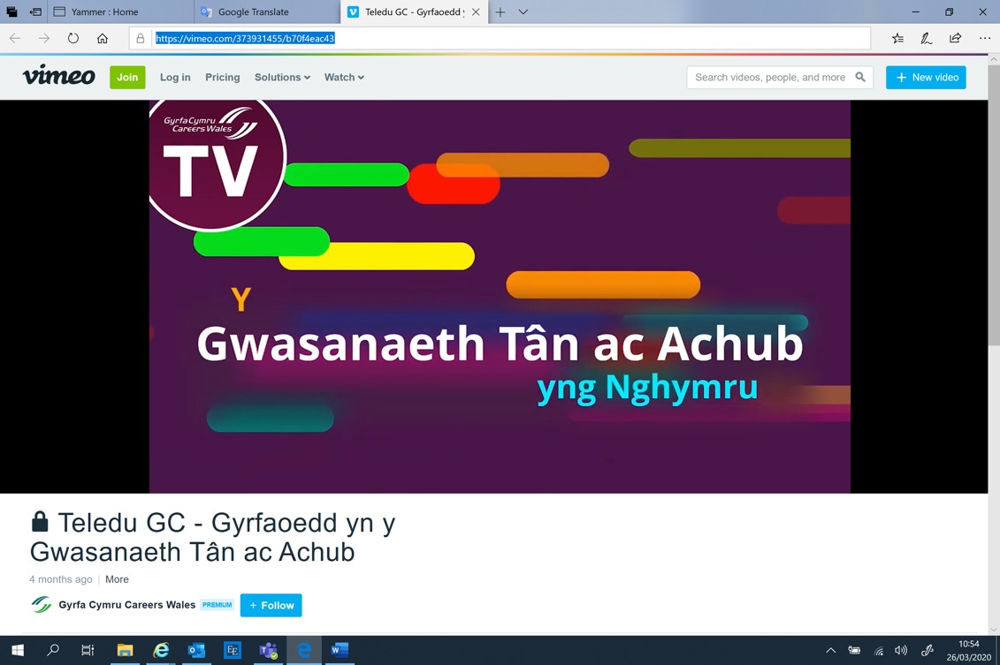 Yammer : Home
Google Translate
Teledu GC - Gyrfaoedd y
https://vimeo.com/373931455/b70f4eac43
vimeo
Join
Log in
Pricing
Solutions
Watch
Search videos, people, and more
+ New video
Gyrfa Cymru
Careers Wales
TV
Y
Gwasanaeth Tân ac Achub
yng Nghymru
Teledu GC - Gyrfaoedd yn y
Gwasanaeth Tân ac Achub
4 months ago | More
Gyrfa Cymru Careers Wales PREMIUM + Follow
10:54
26/03/2020